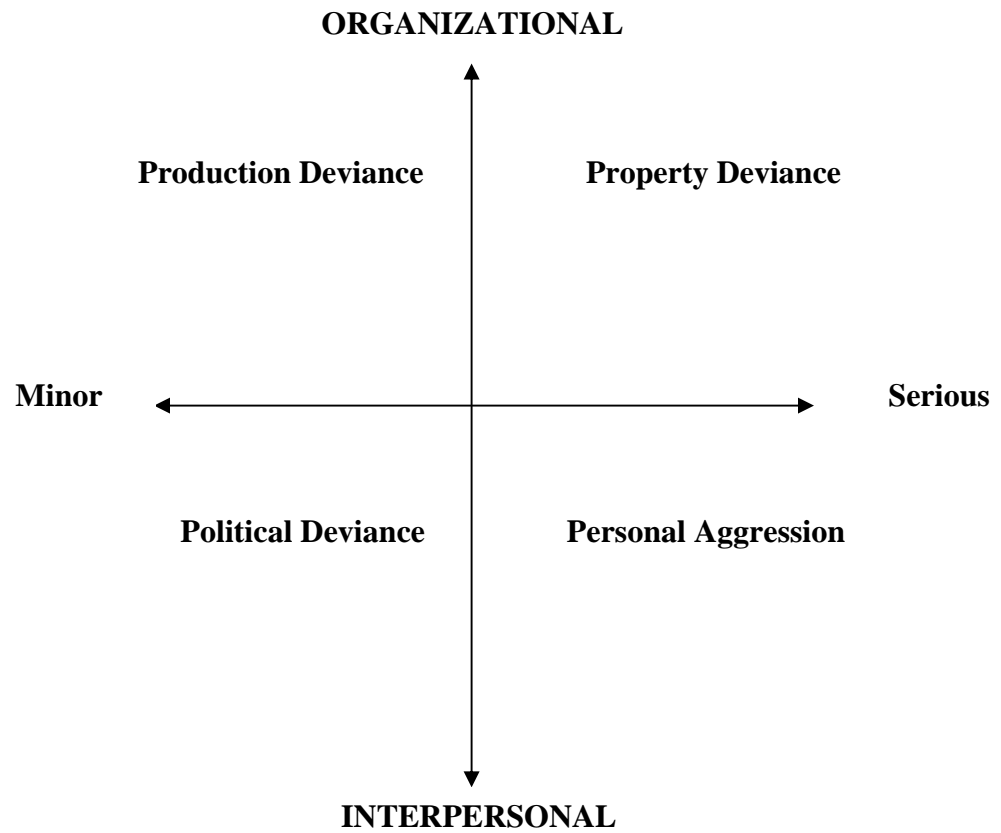 ORGANIZATIONAL
Production Deviance
Property Deviance
Minor
Serious
Political Deviance
Personal Aggression
INTERPERSONAL